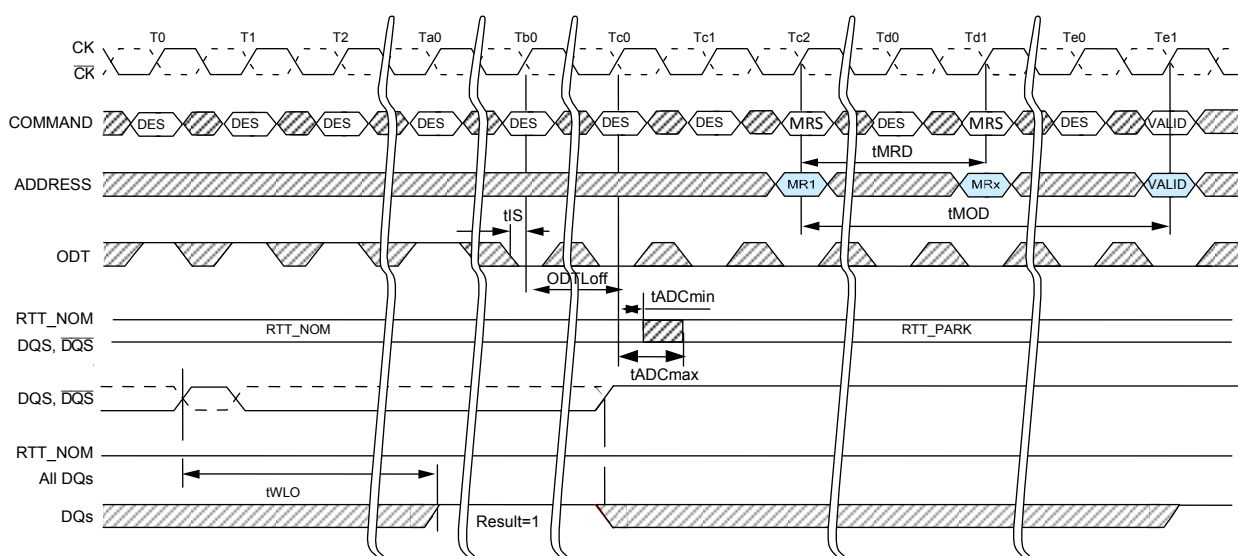 T0 T1 T2 Ta0 Tb0 Tc0 Tc1 Tc2 Td0 Td1 Te0 Te1
CK
CK
COMMAND DES DES DES DES DES DES DES MRS DES MRS DES VALID
tMRD
ADDRESS MR1 MRx VALID
tIS tMOD
ODT
ODTLoff
tADCmin
RTT_NOM
RTT_NOM RTT_PARK
DQS, DQS
tADCmax
DQS, DQS
RTT_NOM
All DQs
tWLO
DQs Result=1